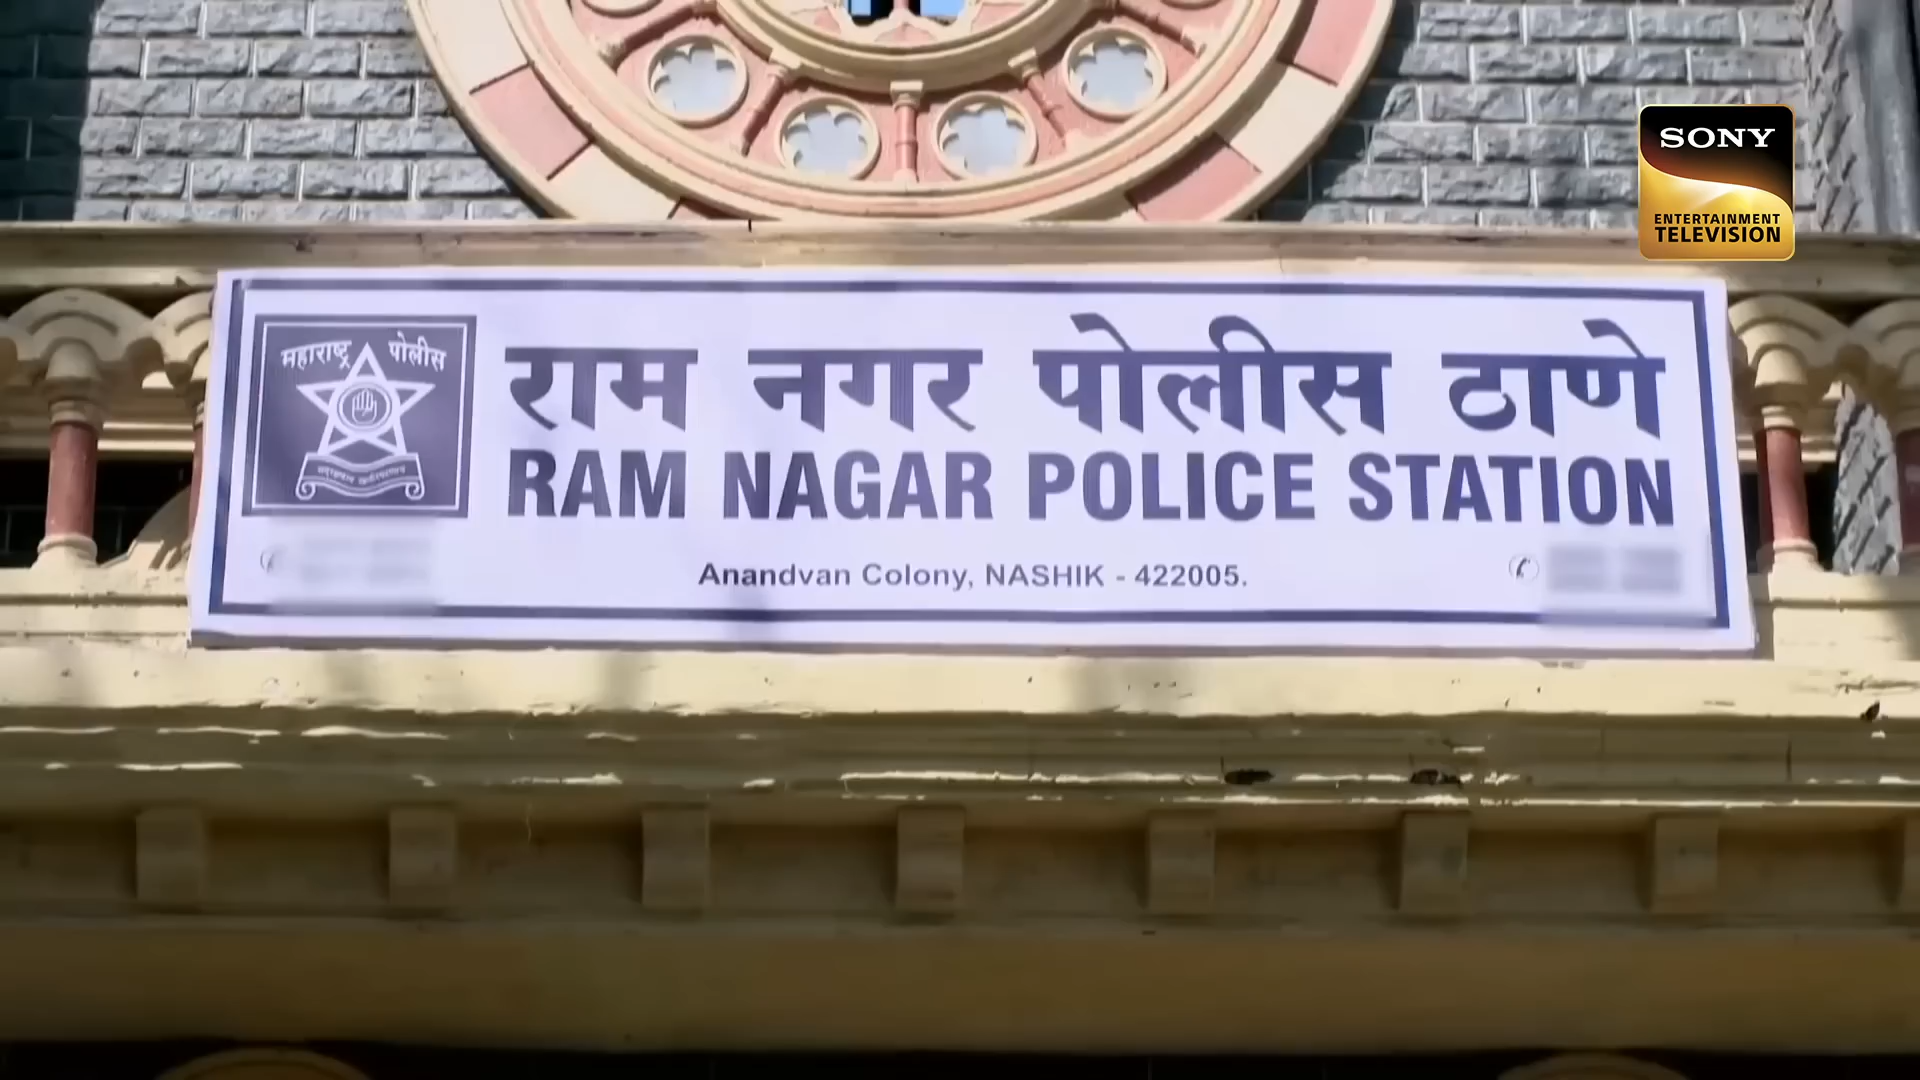 SONY
ENTERTAINMENT
TELEVISION
महाराष्ट्र पोलीस
राम नगर पोलीस ठाणे
RAM NAGAR POLICE STATION
Anandvan Colony, NASHIK - 422005.